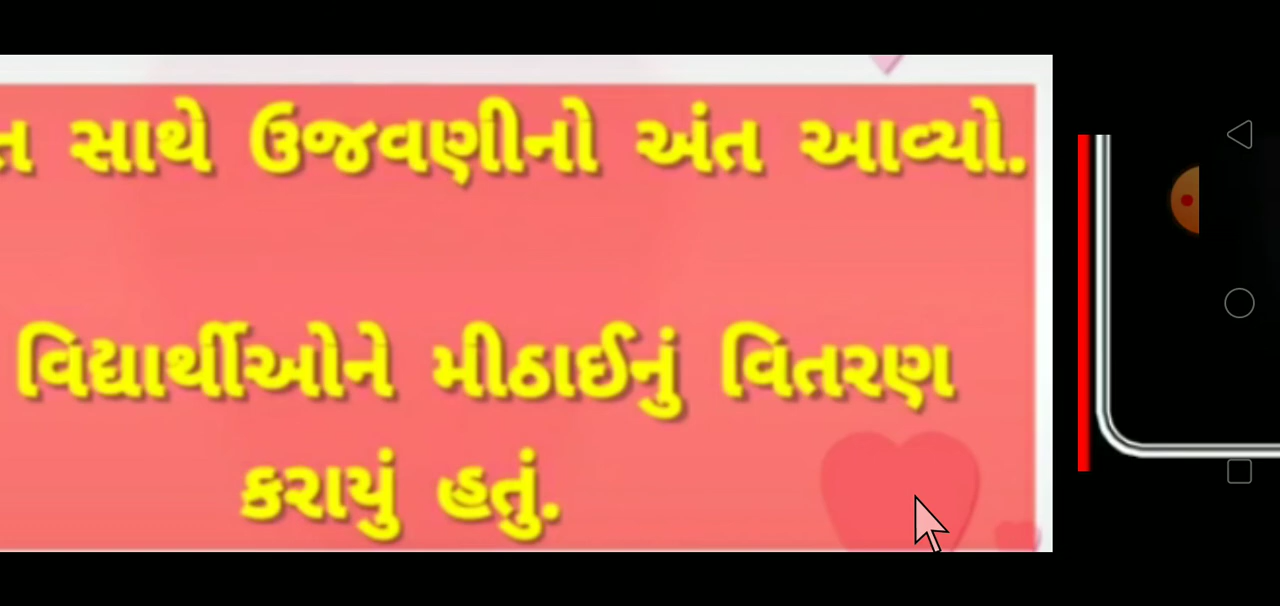 સાથે ઉજવણીનો અંત આવ્યો.
વિદ્યાર્થીઓને મીઠાઈનું વિતરણ
કરાયું હતું.